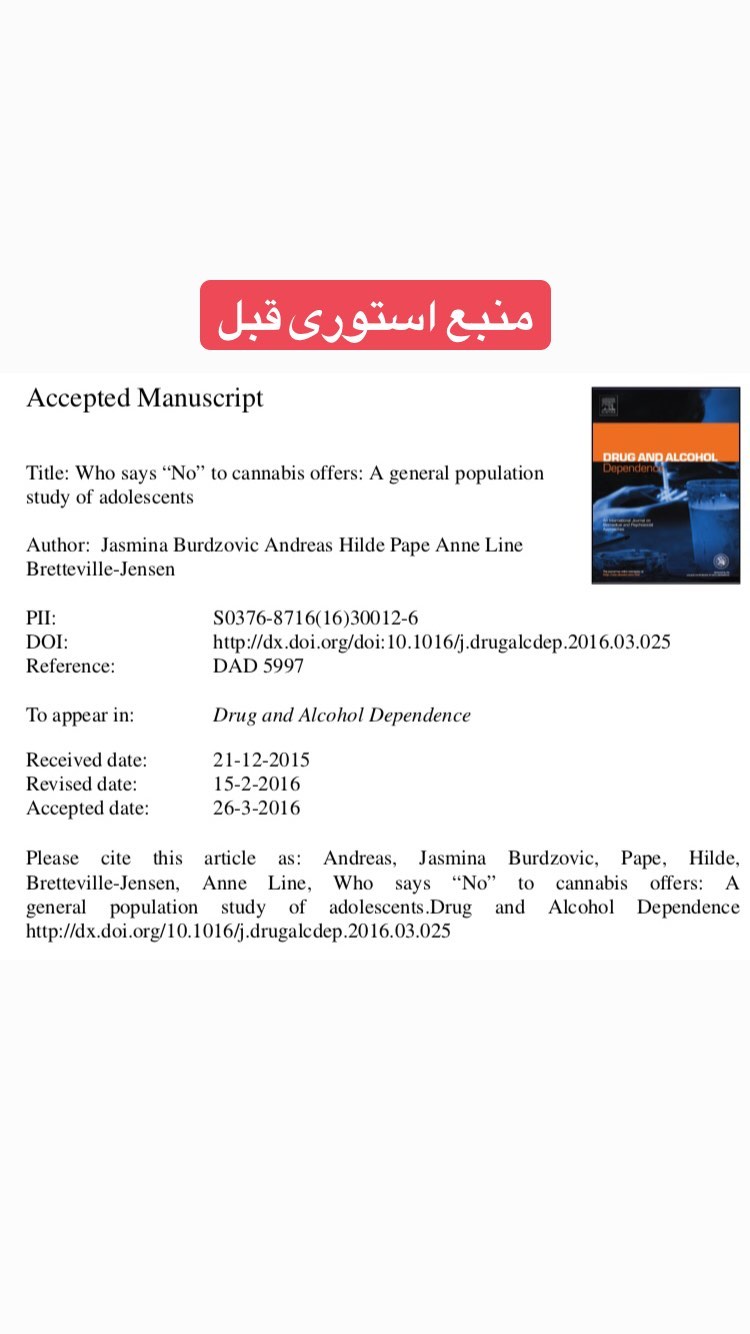 منبع استوری قبل
Accepted Manuscript
Title: Who says “No” to cannabis offers: A general population
study of adolescents
Author: Jasmina Burdzovic Andreas Hilde Pape Anne Line
Bretteville-Jensen
DRUG AND ALCOHOL
Dependence
PII: S0376-8716(16)30012-6
DOI: http://dx.doi.org/doi:10.1016/j.drugalcdep.2016.03.025
Reference: DAD 5997
To appear in: Drug and Alcohol Dependence
Received date: 21-12-2015
Revised date: 15-2-2016
Accepted date: 26-3-2016
Please cite this article as: Andreas, Jasmina Burdzovic, Pape, Hilde,
Bretteville-Jensen, Anne Line, Who says “No” to cannabis offers: A
general population study of adolescents.Drug and Alcohol Dependence
http://dx.doi.org/10.1016/j.drugalcdep.2016.03.025